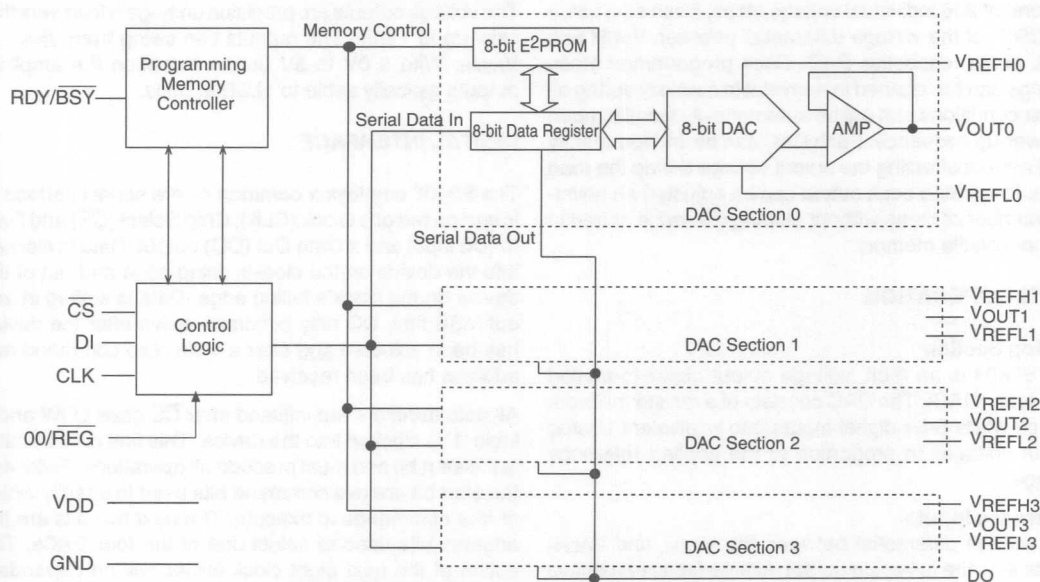 Memory Control
8-bit E²PROM
Programming
Memory
Controller
VREFH0
RDY/BSY
Serial Data In
8-bit Data Register
8-bit DAC
AMP
VOUT0
VREFL0
DAC Section 0
Serial Data Out
VREFH1
CS
VOUT1
Control
Logic
VREFL1
DI
DAC Section 1
CLK
VREFH2
VOUT2
00/REG
VREFL2
DAC Section 2
VDD
VREFH3
VOUT3
VREFL3
GND
DAC Section 3
DO